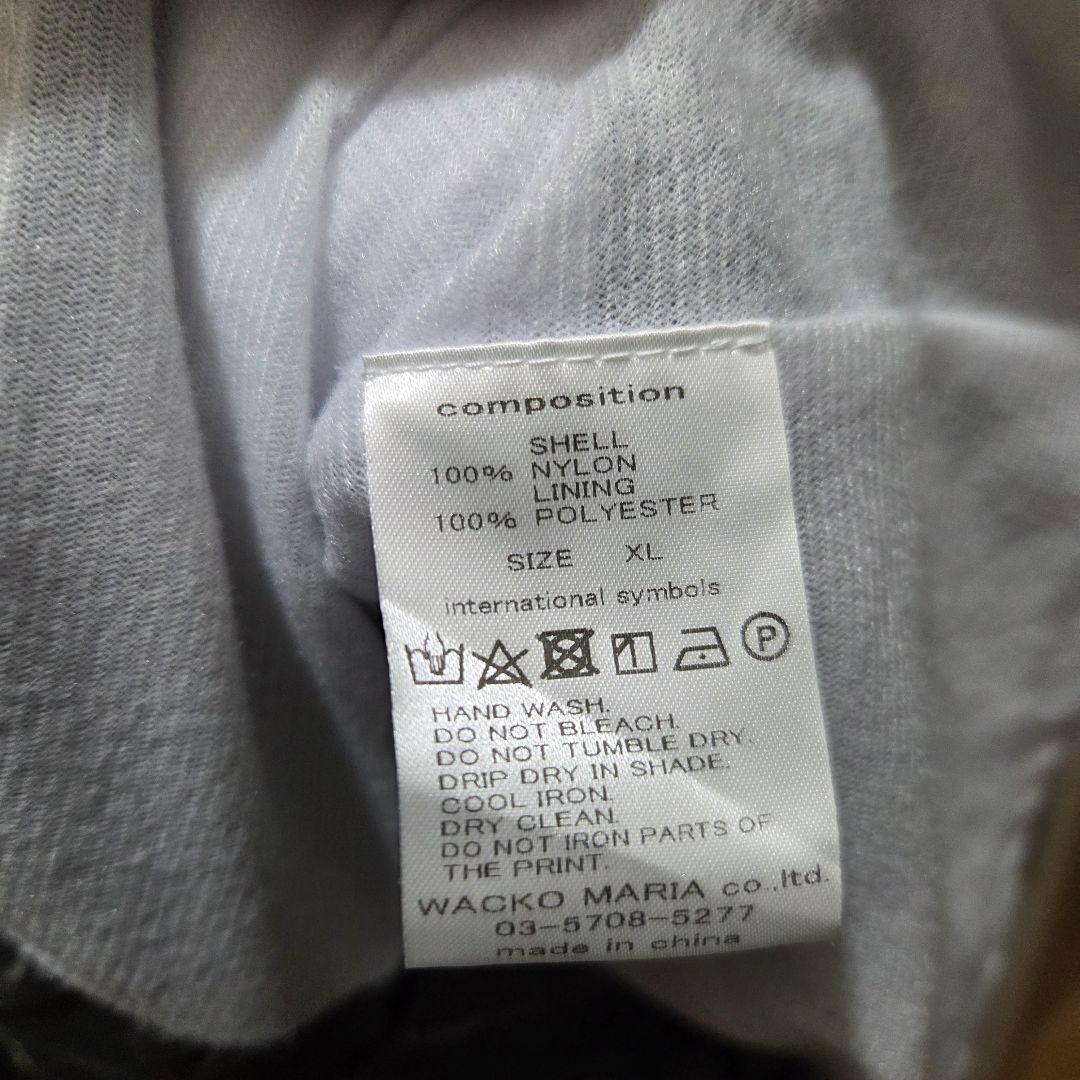 composition
SHELL
100% NYLON
LINING
100% POLYESTER
SIZE XL
international symbols
P
HAND WASH.
DO NOT BLEACH.
DO NOT TUMBLE DRY.
DRIP DRY IN SHADE.
COOL IRON.
DRY CLEAN.
DO NOT IRON PARTS OF
THE PRINT.
WACKO MARIA co.,ltd.
03-5708-5277
made in china